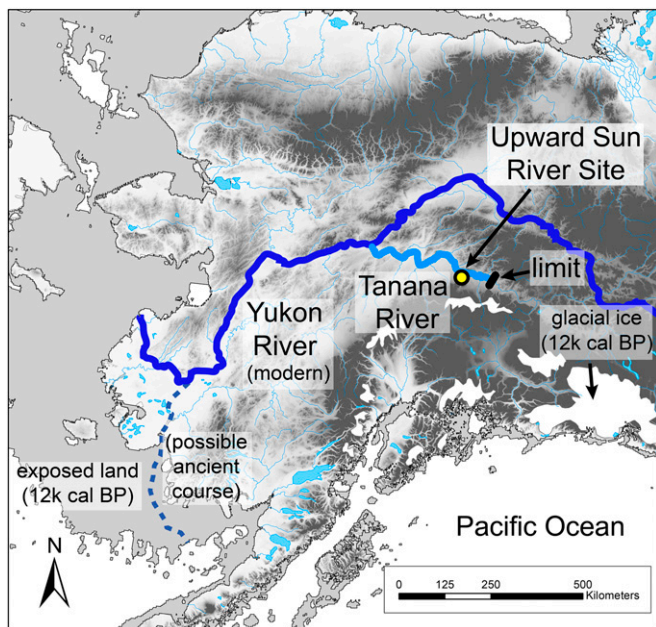 Upward Sun
River Site
limit
Tanana
River
glacial ice
(12k cal BP)
Yukon
River
(modern)
(possible
ancient
course)
exposed land
(12k cal BP)
Pacific Ocean
N
0 125 250 500
Kilometers